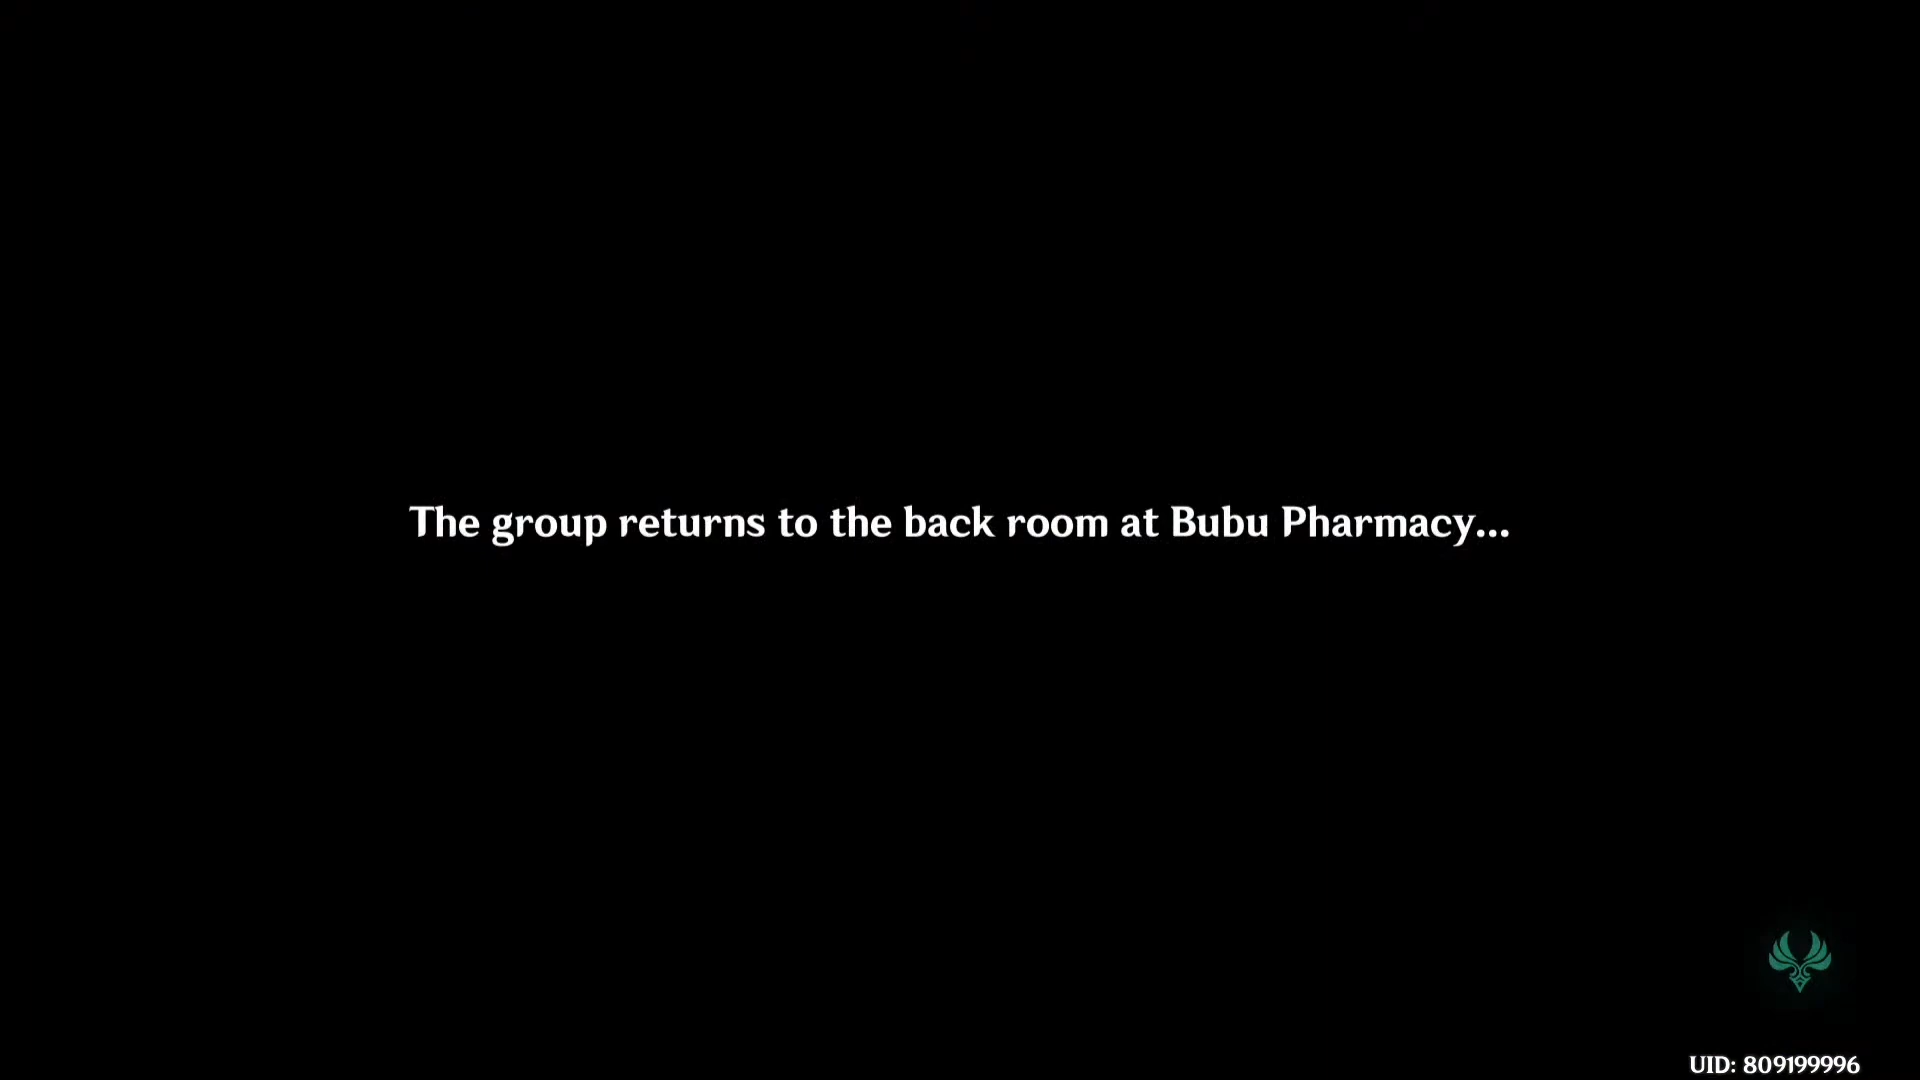 The group returns to the back room at Bubu Pharmacy...
UID: 809199996